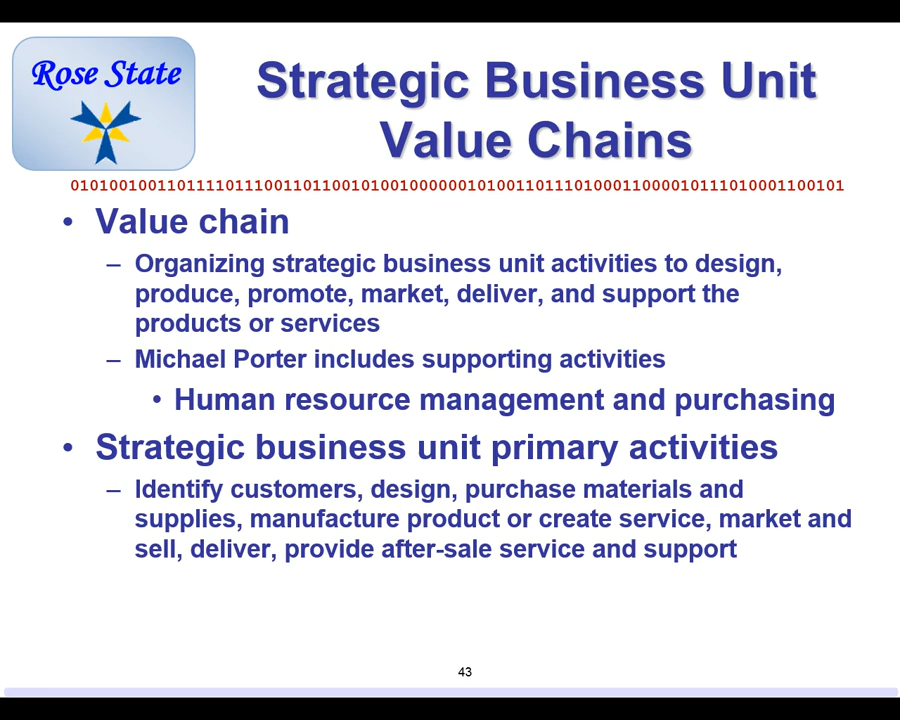 Rose State
Strategic Business Unit
Value Chains
01010010011011110111001101100101001000000101001101110100011000010111010001100101
• Value chain
– Organizing strategic business unit activities to design,
produce, promote, market, deliver, and support the
products or services
– Michael Porter includes supporting activities
• Human resource management and purchasing
• Strategic business unit primary activities
– Identify customers, design, purchase materials and
supplies, manufacture product or create service, market and
sell, deliver, provide after-sale service and support
43